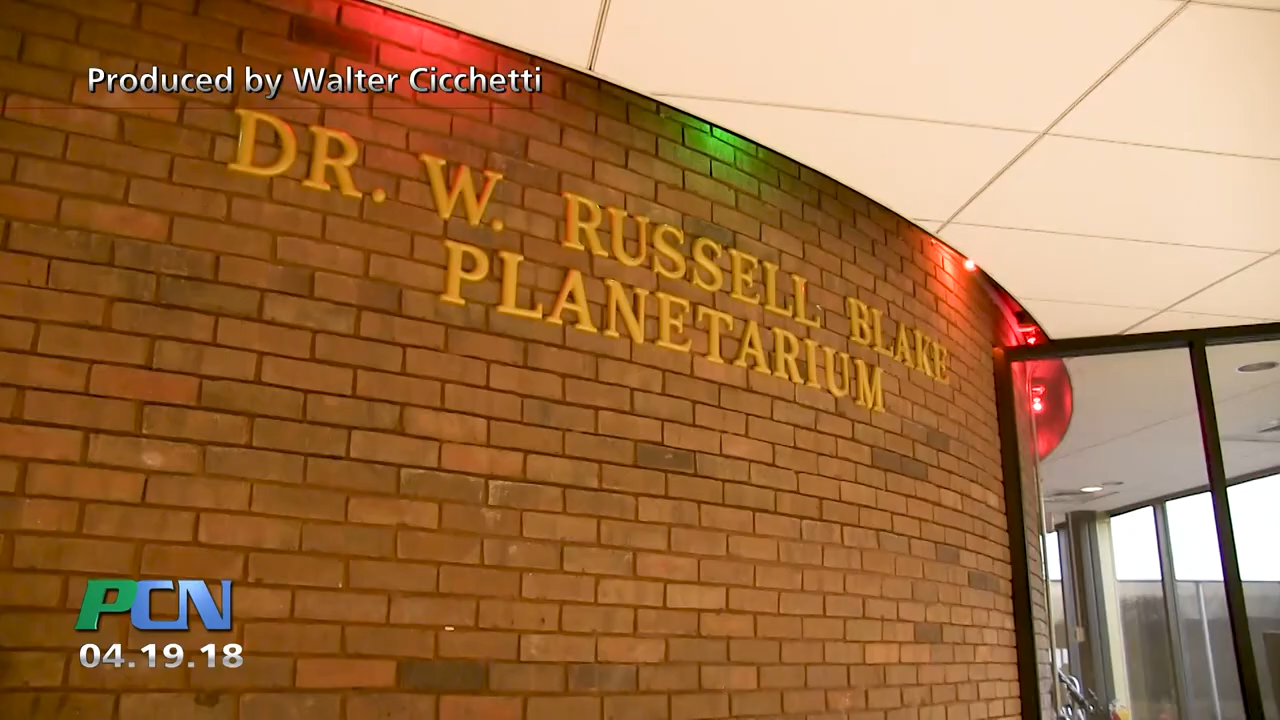 Produced by Walter Cicchetti
DR. W. RUSSELL BLAKE
PLANETARIUM
PCN
04.19.18